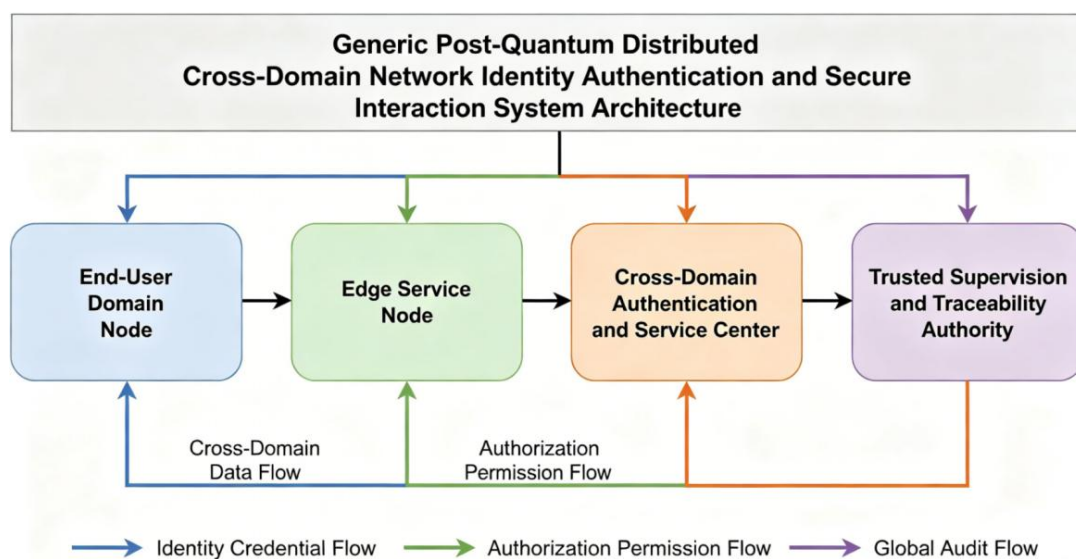 Generic Post-Quantum Distributed
Cross-Domain Network Identity Authentication and Secure
Interaction System Architecture
End-User
Domain
Node
Edge Service
Node
Cross-Domain
Authentication
and Service Center
Trusted Supervision
and Traceability
Authority
Cross-Domain
Data Flow
Authorization
Permission Flow
Identity Credential Flow
Authorization Permission Flow
Global Audit Flow